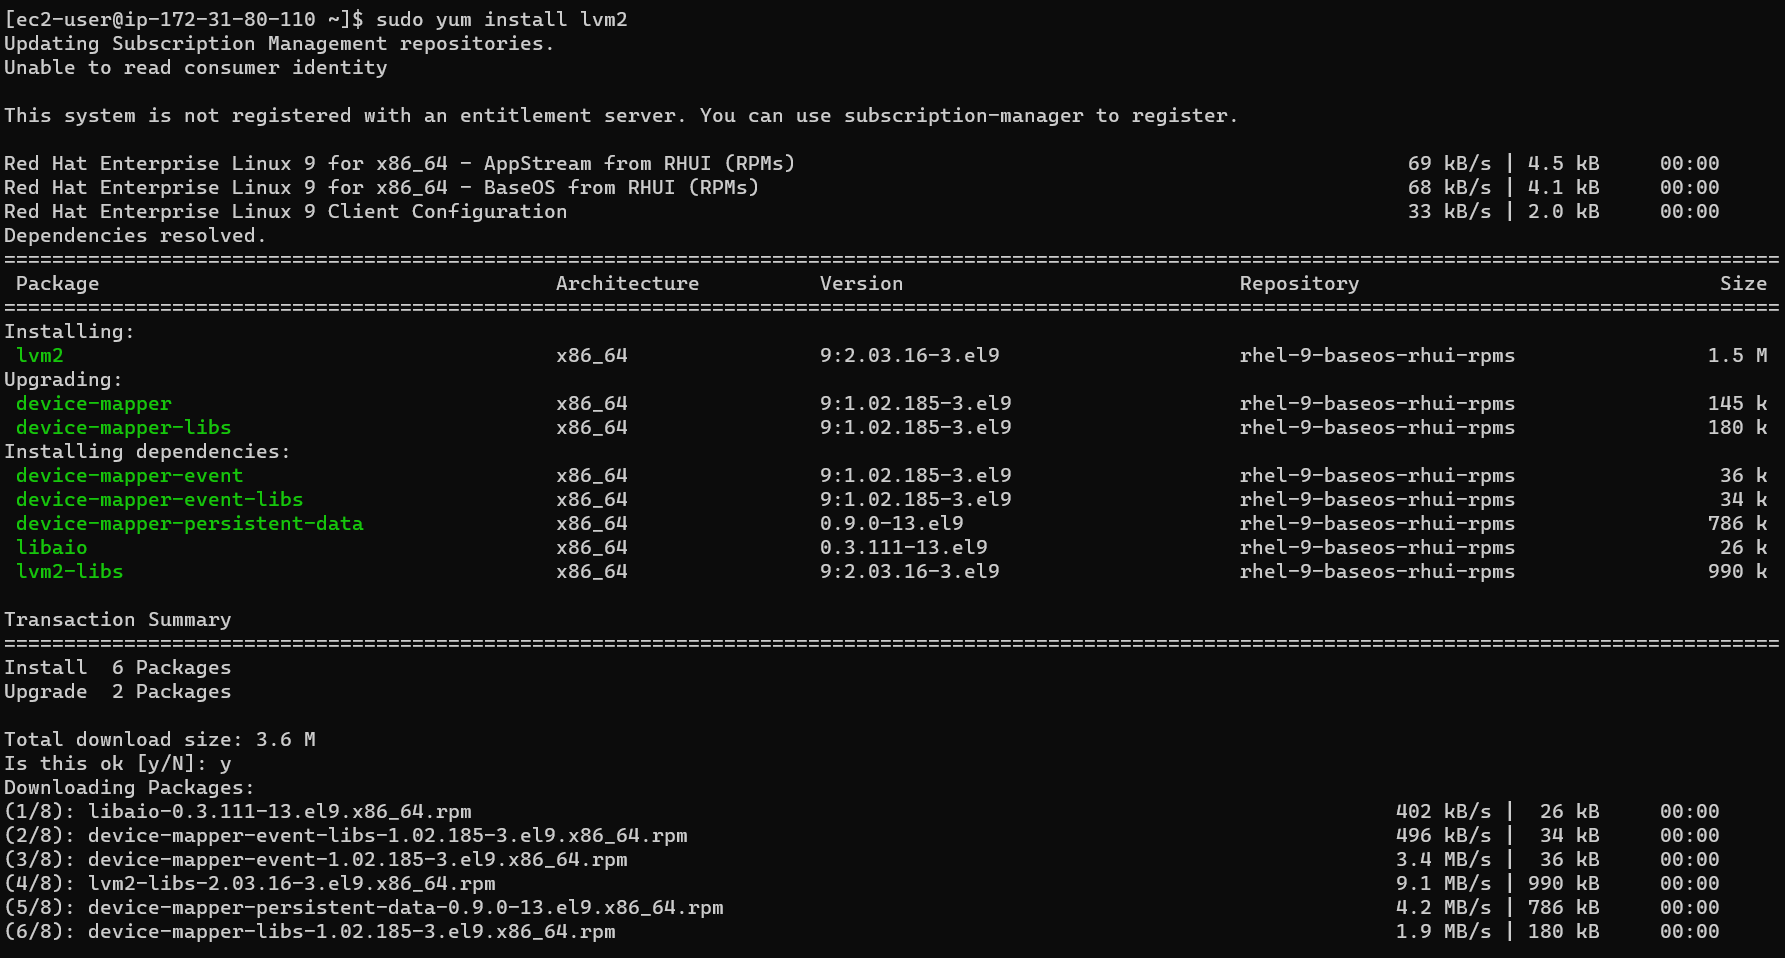 [ec2-user@ip-172-31-80-110 ~]$ sudo yum install lvm2
Updating Subscription Management repositories.
Unable to read consumer identity
This system is not registered with an entitlement server. You can use subscription-manager to register.
Red Hat Enterprise Linux 9 for x86_64 - AppStream from RHUI (RPMs) 69 kB/s | 4.5 kB 00:00
Red Hat Enterprise Linux 9 for x86_64 - BaseOS from RHUI (RPMs) 68 kB/s | 4.1 kB 00:00
Red Hat Enterprise Linux 9 Client Configuration 33 kB/s | 2.0 kB 00:00
Dependencies resolved.
====================================================================================================================================================
Package Architecture Version Repository Size
====================================================================================================================================================
Installing:
lvm2 x86_64 9:2.03.16-3.el9 rhel-9-baseos-rhui-rpms 1.5 M
Upgrading:
device-mapper x86_64 9:1.02.185-3.el9 rhel-9-baseos-rhui-rpms 145 k
device-mapper-libs x86_64 9:1.02.185-3.el9 rhel-9-baseos-rhui-rpms 180 k
Installing dependencies:
device-mapper-event x86_64 9:1.02.185-3.el9 rhel-9-baseos-rhui-rpms 36 k
device-mapper-event-libs x86_64 9:1.02.185-3.el9 rhel-9-baseos-rhui-rpms 34 k
device-mapper-persistent-data x86_64 0.9.0-13.el9 rhel-9-baseos-rhui-rpms 786 k
libaio x86_64 0.3.111-13.el9 rhel-9-baseos-rhui-rpms 26 k
lvm2-libs x86_64 9:2.03.16-3.el9 rhel-9-baseos-rhui-rpms 990 k
Transaction Summary
====================================================================================================================================================
Install 6 Packages
Upgrade 2 Packages
Total download size: 3.6 M
Is this ok [y/N]: y
Downloading Packages:
(1/8): libaio-0.3.111-13.el9.x86_64.rpm 402 kB/s | 26 kB 00:00
(2/8): device-mapper-event-libs-1.02.185-3.el9.x86_64.rpm 496 kB/s | 34 kB 00:00
(3/8): device-mapper-event-1.02.185-3.el9.x86_64.rpm 3.4 MB/s | 36 kB 00:00
(4/8): lvm2-libs-2.03.16-3.el9.x86_64.rpm 9.1 MB/s | 990 kB 00:00
(5/8): device-mapper-persistent-data-0.9.0-13.el9.x86_64.rpm 4.2 MB/s | 786 kB 00:00
(6/8): device-mapper-libs-1.02.185-3.el9.x86_64.rpm 1.9 MB/s | 180 kB 00:00